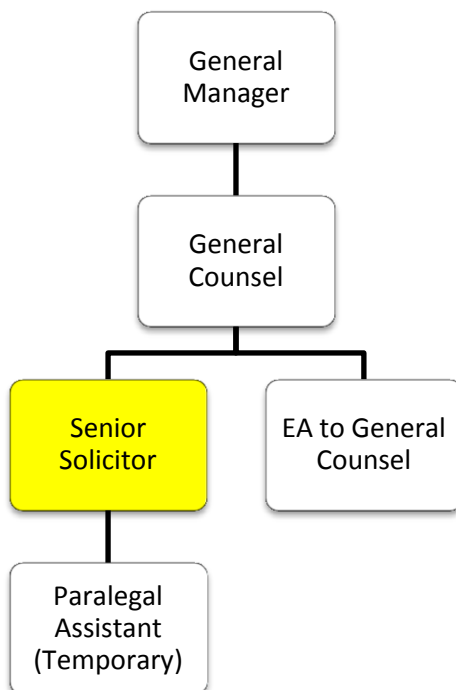 General
Manager
General
Counsel
Senior
Solicitor
EA to General
Counsel
Paralegal
Assistant
(Temporary)